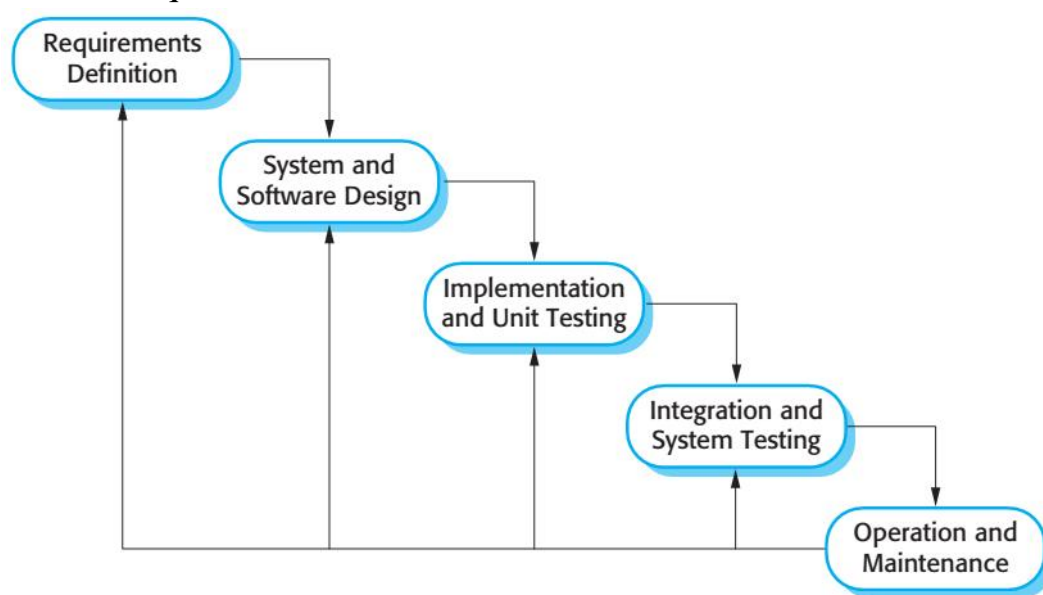 Requirements
Definition
System and
Software Design
Implementation
and Unit Testing
Integration and
System Testing
Operation and
Maintenance